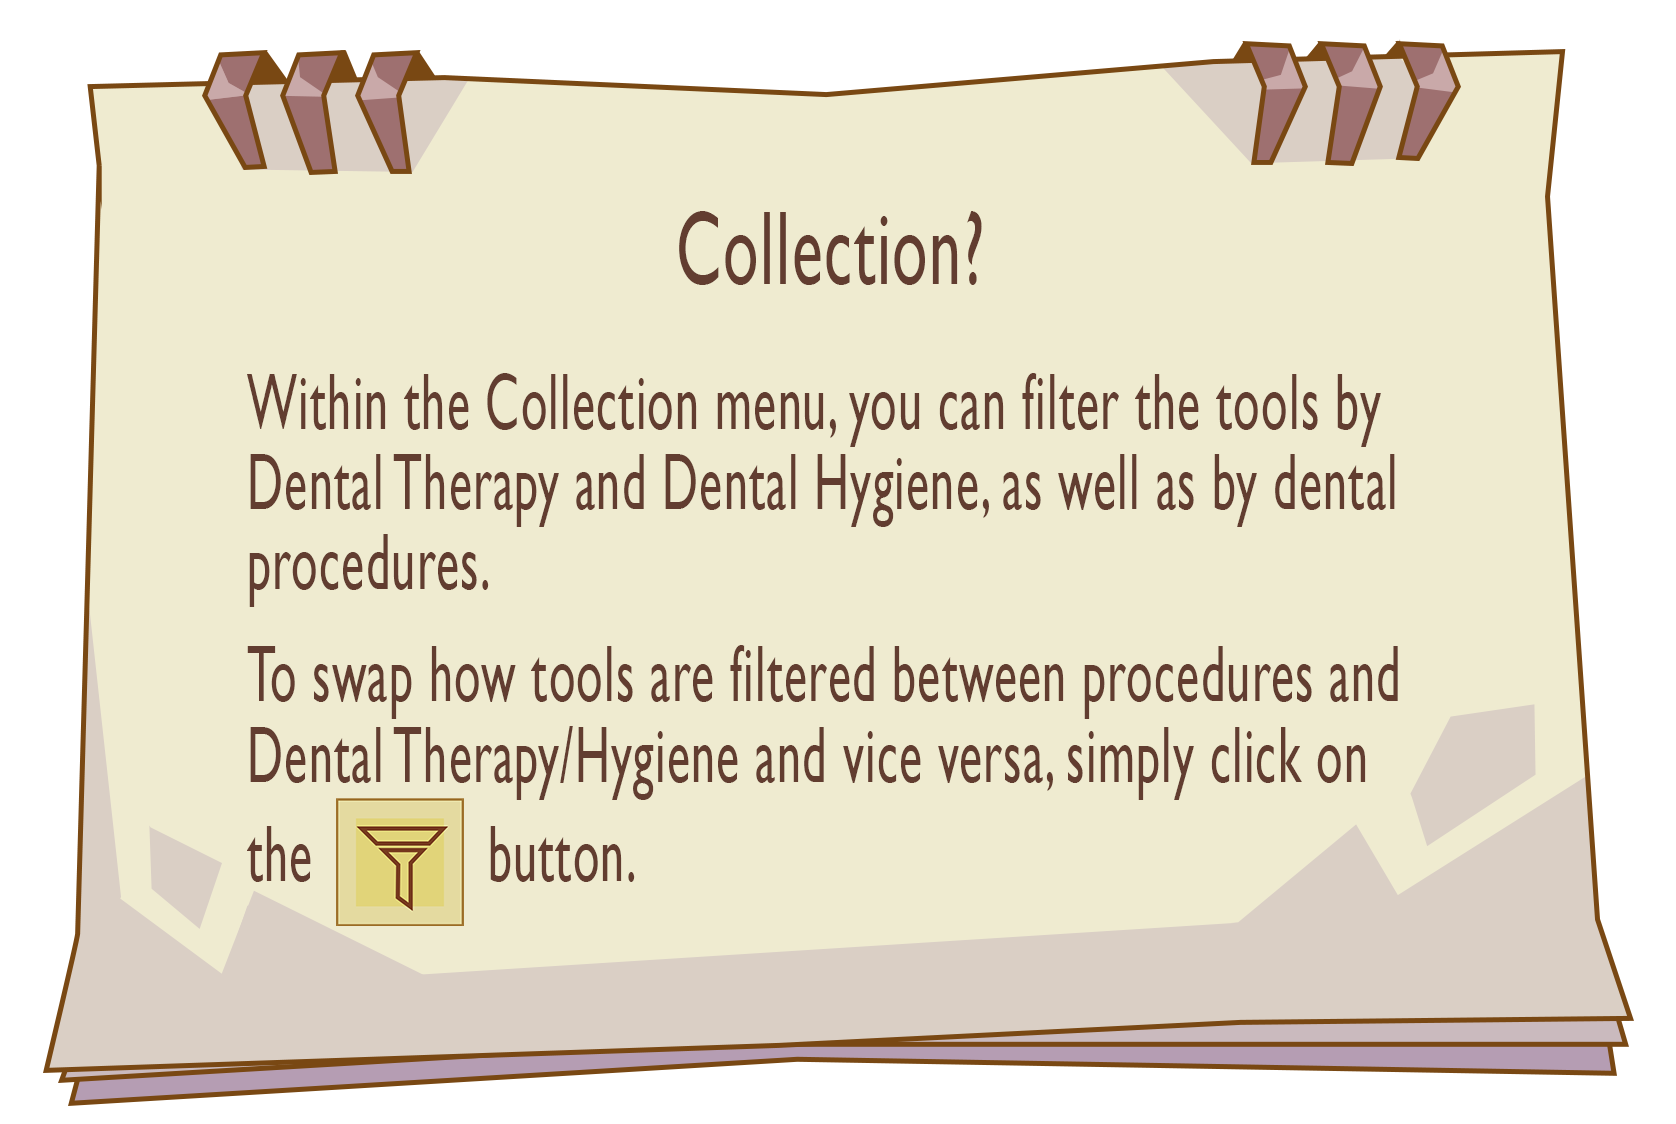 Collection?
Within the Collection menu, you can filter the tools by
Dental Therapy and Dental Hygiene, as well as by dental
procedures.
To swap how tools are filtered between procedures and
Dental Therapy/Hygiene and vice versa, simply click on
the button.